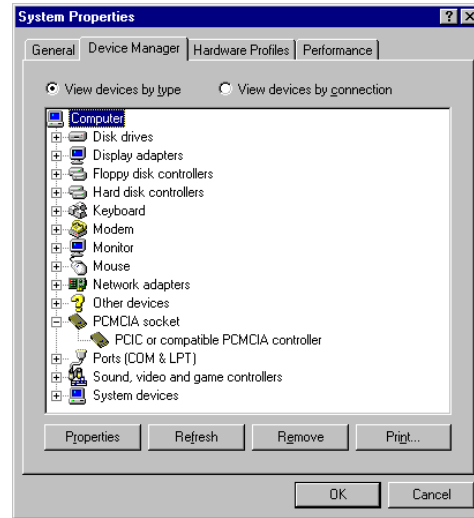 System Properties
General Device Manager Hardware Profiles Performance
View devices by type View devices by connection
Computer
Disk drives
Display adapters
Floppy disk controllers
Hard disk controllers
Keyboard
Modem
Monitor
Mouse
Network adapters
Other devices
PCMCIA socket
PCIC or compatible PCMCIA controller
Ports (COM & LPT)
Sound, video and game controllers
System devices
Properties Refresh Remove Print...
OK Cancel